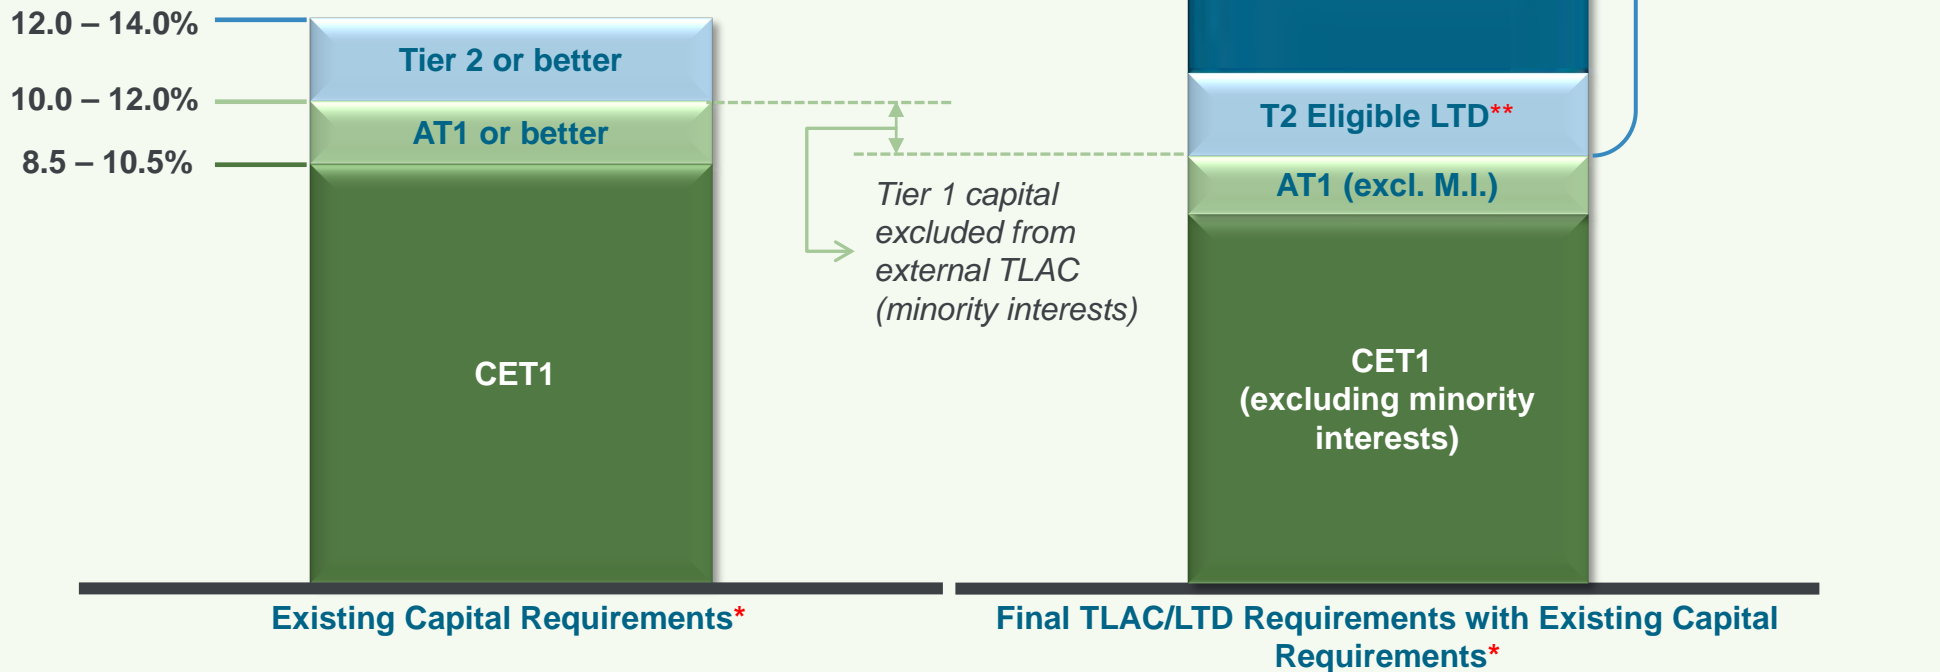 12.0 – 14.0%
Tier 2 or better
10.0 – 12.0%
AT1 or better
8.5 – 10.5%
CET1
Existing Capital Requirements*
Tier 1 capital
excluded from
external TLAC
(minority interests)
T2 Eligible LTD**
AT1 (excl. M.I.)
CET1
(excluding minority
interests)
Final TLAC/LTD Requirements with Existing Capital
Requirements*